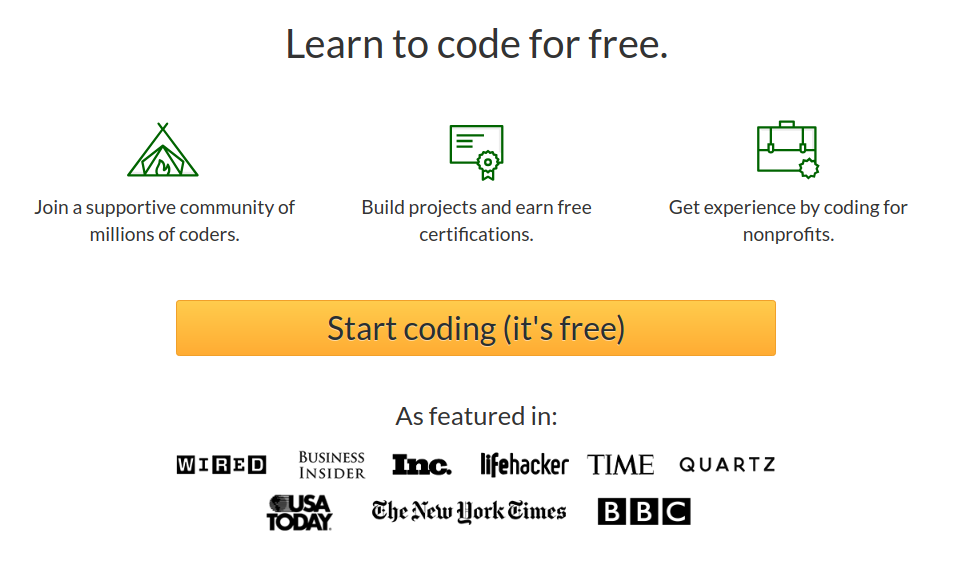 Learn to code for free.
Join a supportive community of
millions of coders.
Build projects and earn free
certifications.
Get experience by coding for
nonprofits.
Start coding (it's free)
As featured in:
WIRED
BUSINESS
INSIDER
Inc.
lifehacker
TIME
QUARTZ
USA
TODAY
The New York Times
BBC